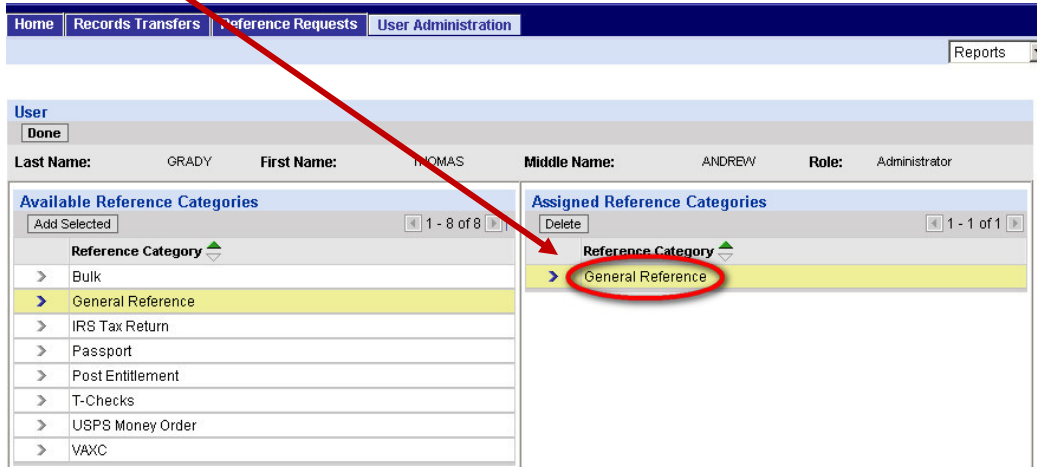 Home Records Transfers Reference Requests User Administration
Reports
User
Done
Last Name: GRADY First Name: THOMAS Middle Name: ANDREW Role: Administrator
Available Reference Categories
Add Selected 1 - 8 of 8
Reference Category
Bulk
General Reference
IRS Tax Return
Passport
Post Entitlement
T-Checks
USPS Money Order
VAXC
Assigned Reference Categories
Delete 1 - 1 of 1
Reference Category
General Reference